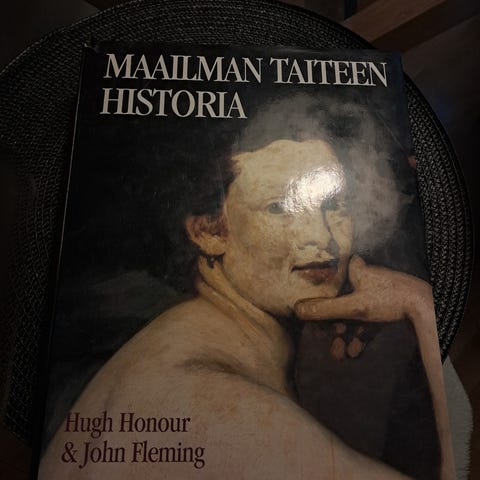 MAAILMAN TAITEEN
HISTORIA
Hugh Honour
& John Fleming